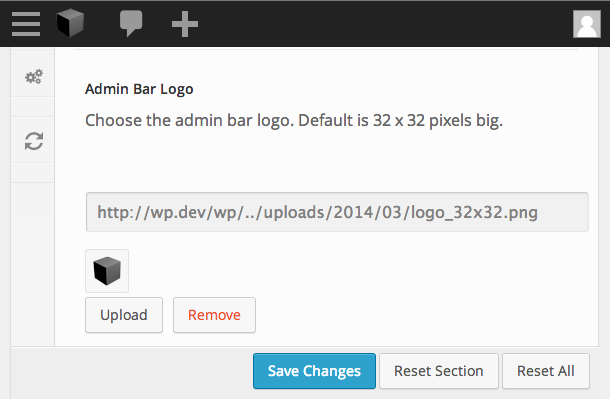 Admin Bar Logo
Choose the admin bar logo. Default is 32 x 32 pixels big.
http://wp.dev/wp/../uploads/2014/03/logo_32x32.png
Upload Remove
Save Changes Reset Section Reset All